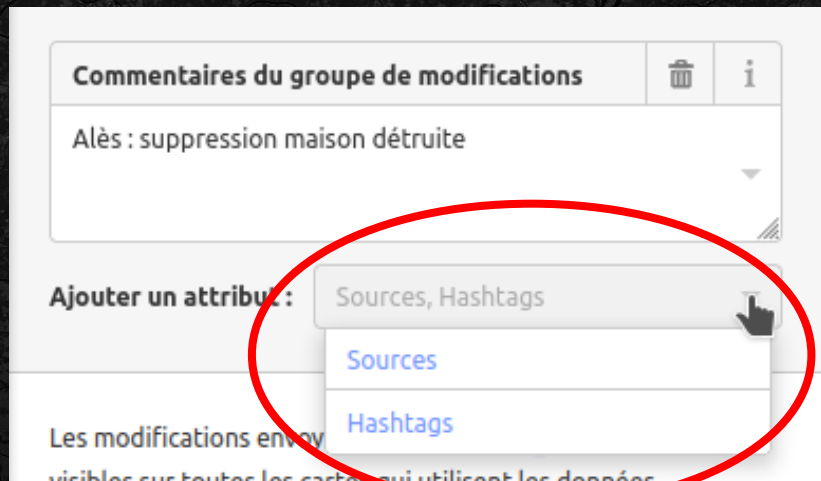 Commentaires du groupe de modifications i
Alès : suppression maison détruite
Ajouter un attribut : Sources, Hashtags
Sources
Hashtags
Les modifications envoy
visibles sur toutes les cartes qui utilisent les données